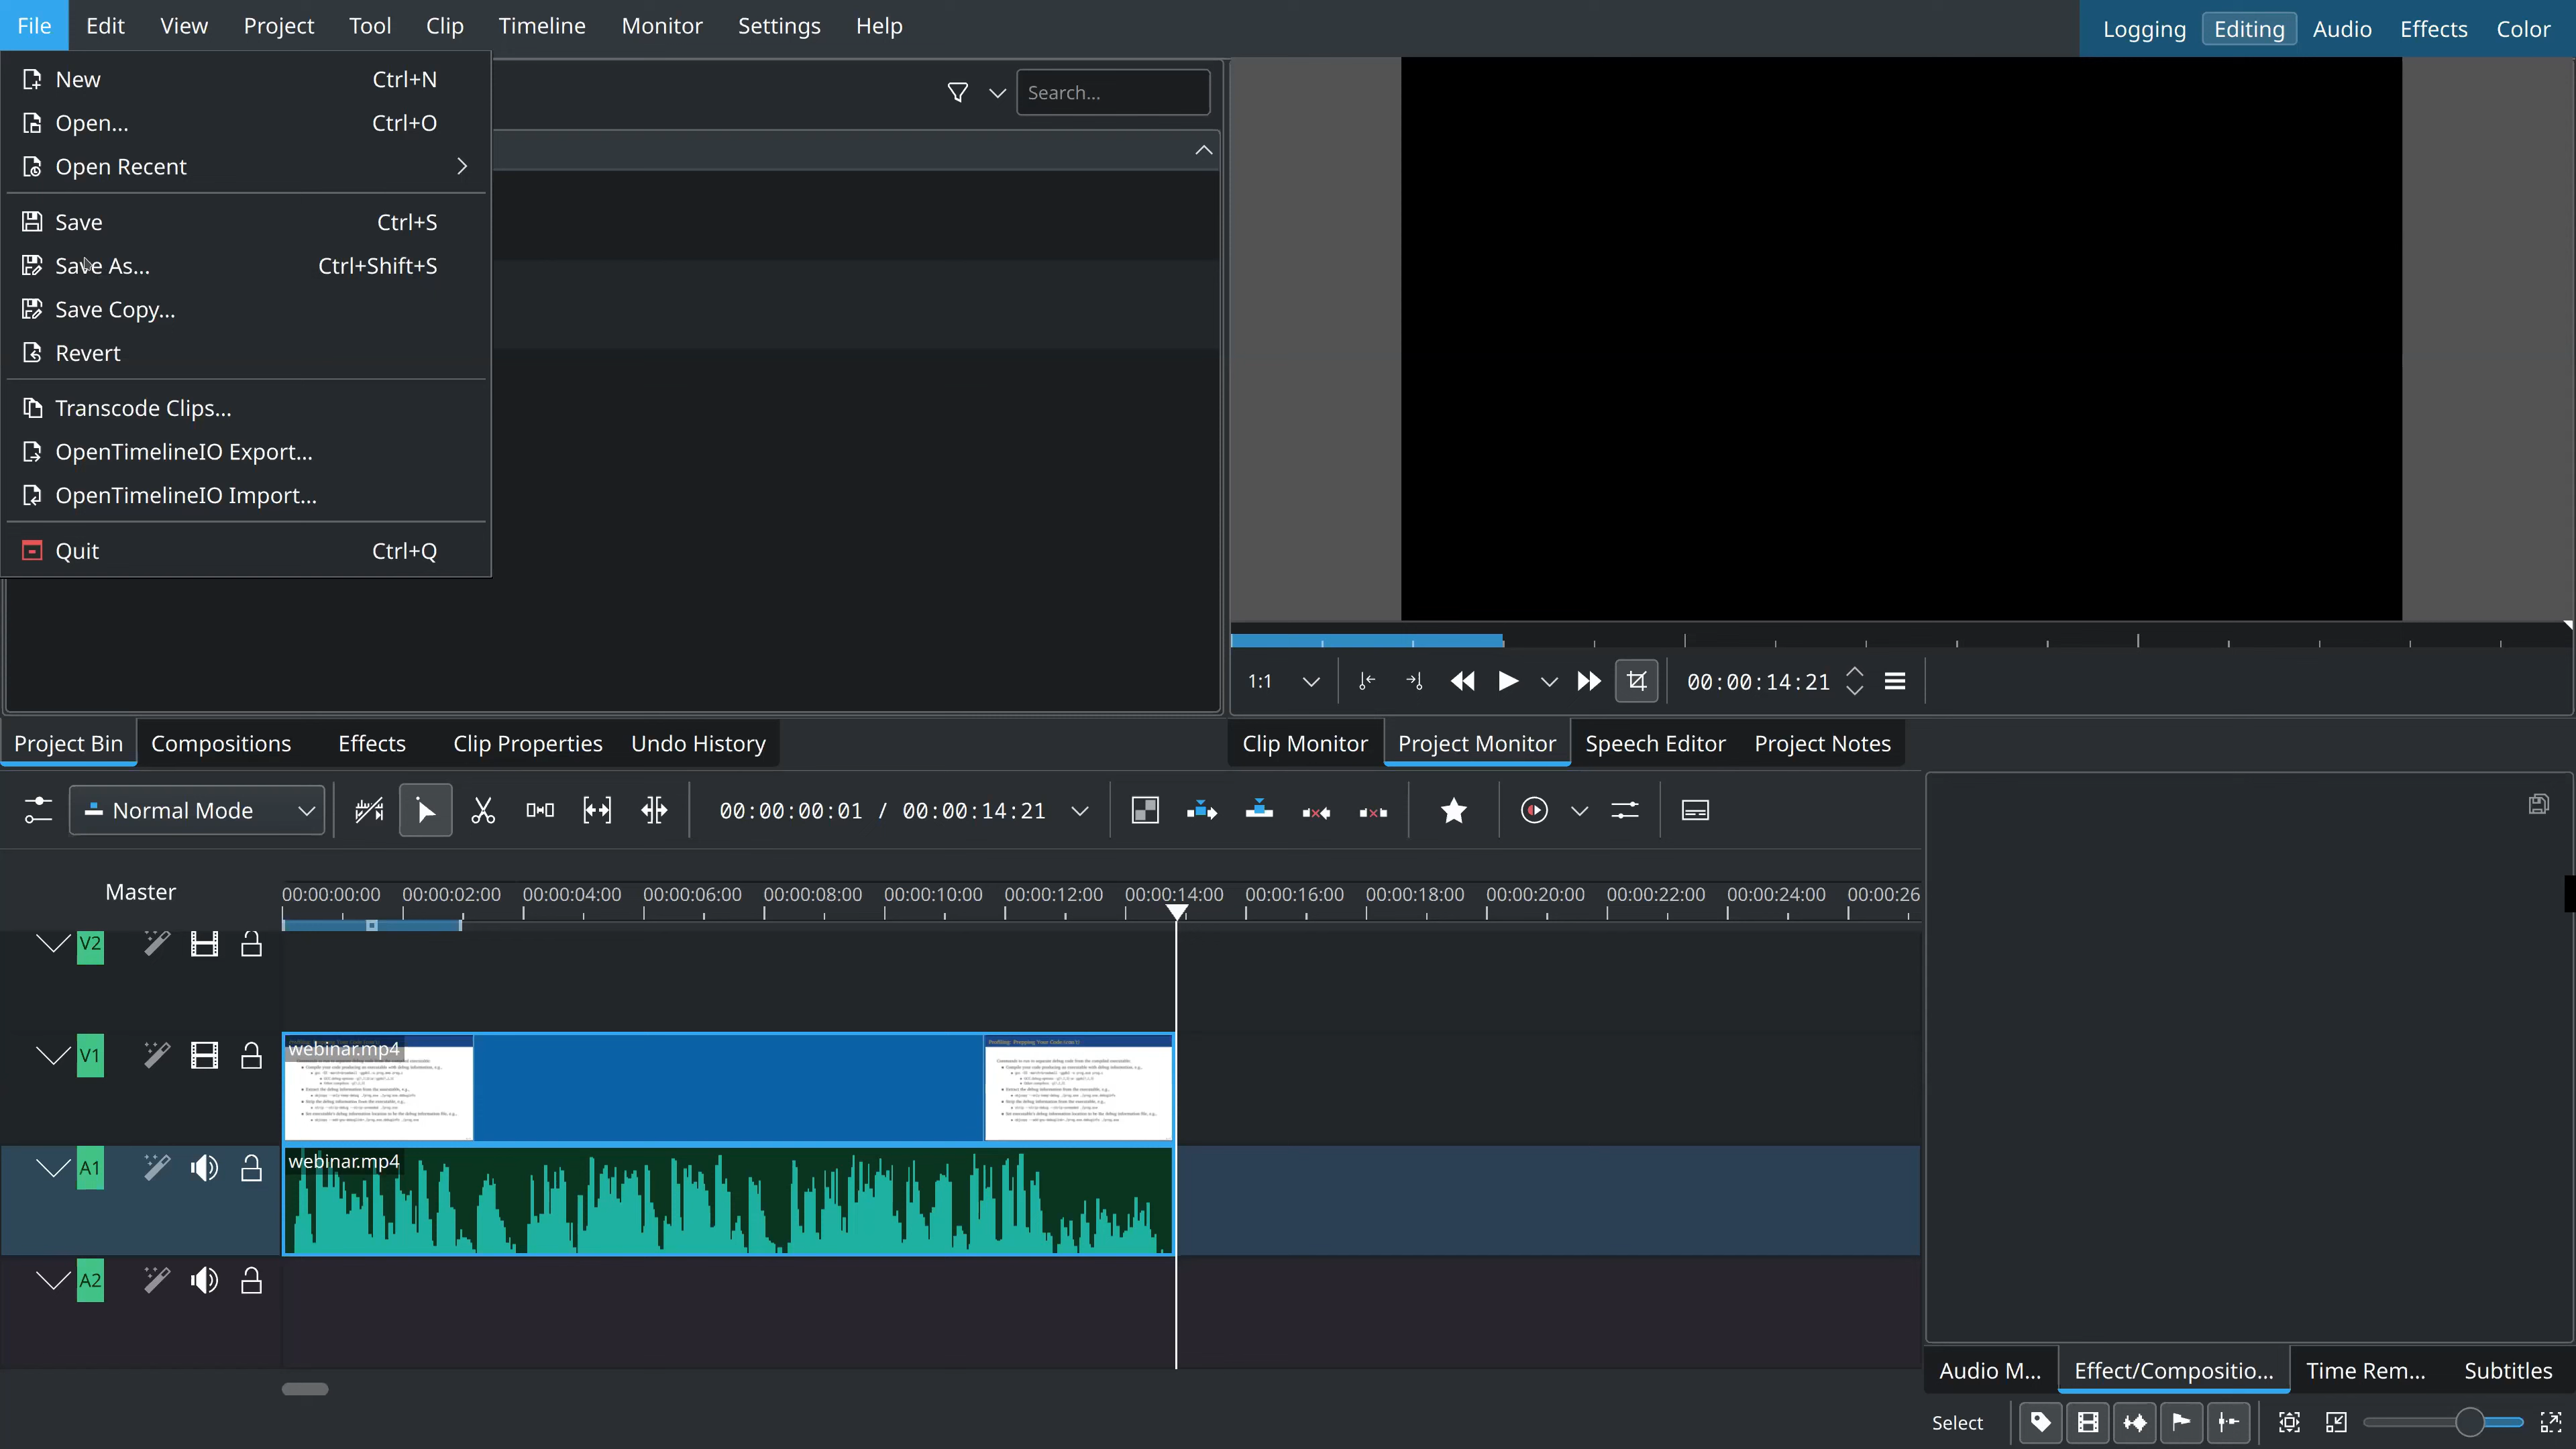 File Edit View Project Tool Clip Timeline Monitor Settings Help
Logging Editing Audio Effects Color
New Ctrl+N
Open... Ctrl+O
Open Recent
Save Ctrl+S
Save As... Ctrl+Shift+S
Save Copy...
Revert
Transcode Clips...
OpenTimelineIO Export...
OpenTimelineIO Import...
Quit Ctrl+Q
Search...
1:1 00:00:14:21
Project Bin Compositions Effects Clip Properties Undo History
Clip Monitor Project Monitor Speech Editor Project Notes
Normal Mode 00:00:00:01 / 00:00:14:21
Master 00:00:00:00 00:00:02:00 00:00:04:00 00:00:06:00 00:00:08:00 00:00:10:00 00:00:12:00 00:00:14:00 00:00:16:00 00:00:18:00 00:00:20:00 00:00:22:00 00:00:24:00 00:00:26
V2
V1 webinar.mp4
Profiling: Prepping Your Code (con't)
A1 webinar.mp4
A2
Audio M... Effect/Compositio... Time Rem... Subtitles
Select